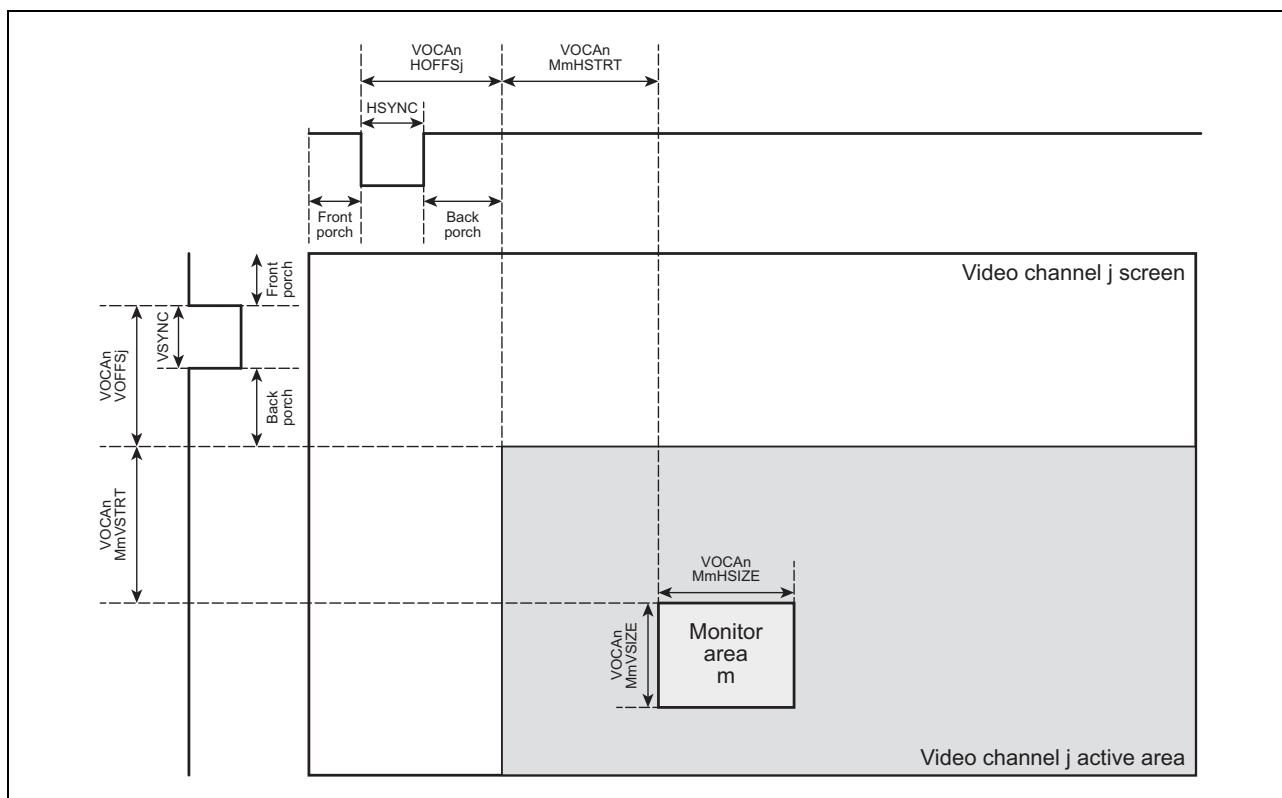 VOCAn
HOFFSj
VOCAn
MmHSTRT
HSYNC
Front
porch
Back
porch
Video channel j screen
Front
porch
VSYNC
VOCAn
VOFFSj
Back
porch
VOCAn
MmVSTRT
VOCAn
MmHSIZE
VOCAn
MmVSIZE
Monitor
area
m
Video channel j active area